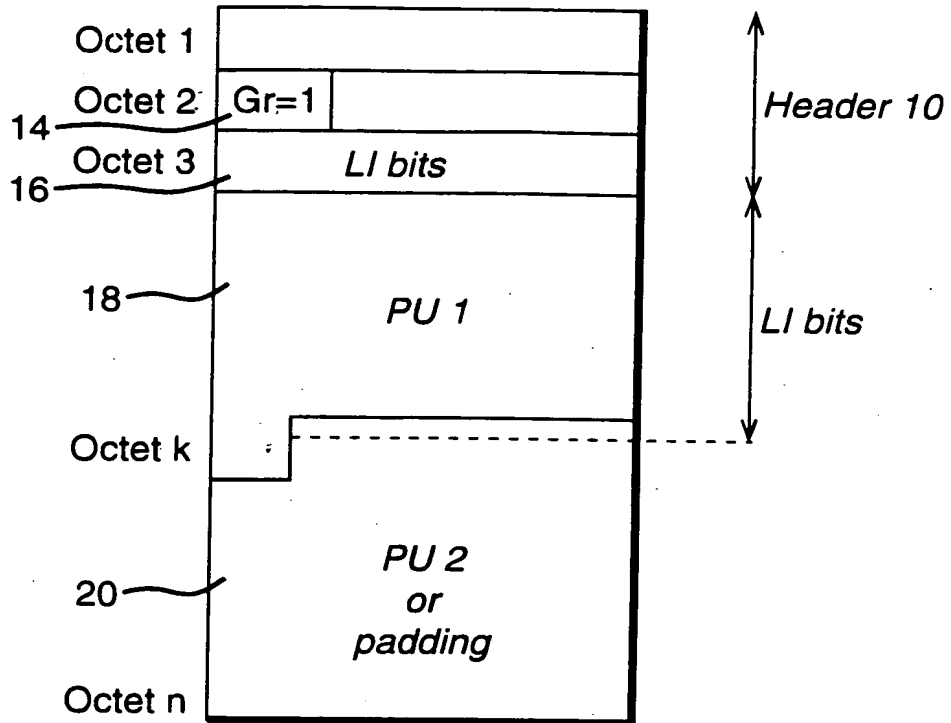 Octet 1
Octet 2
Gr=1
Header 10
14
Octet 3
LI bits
16
18
PU 1
LI bits
Octet k
PU 2
20
or
padding
Octet n